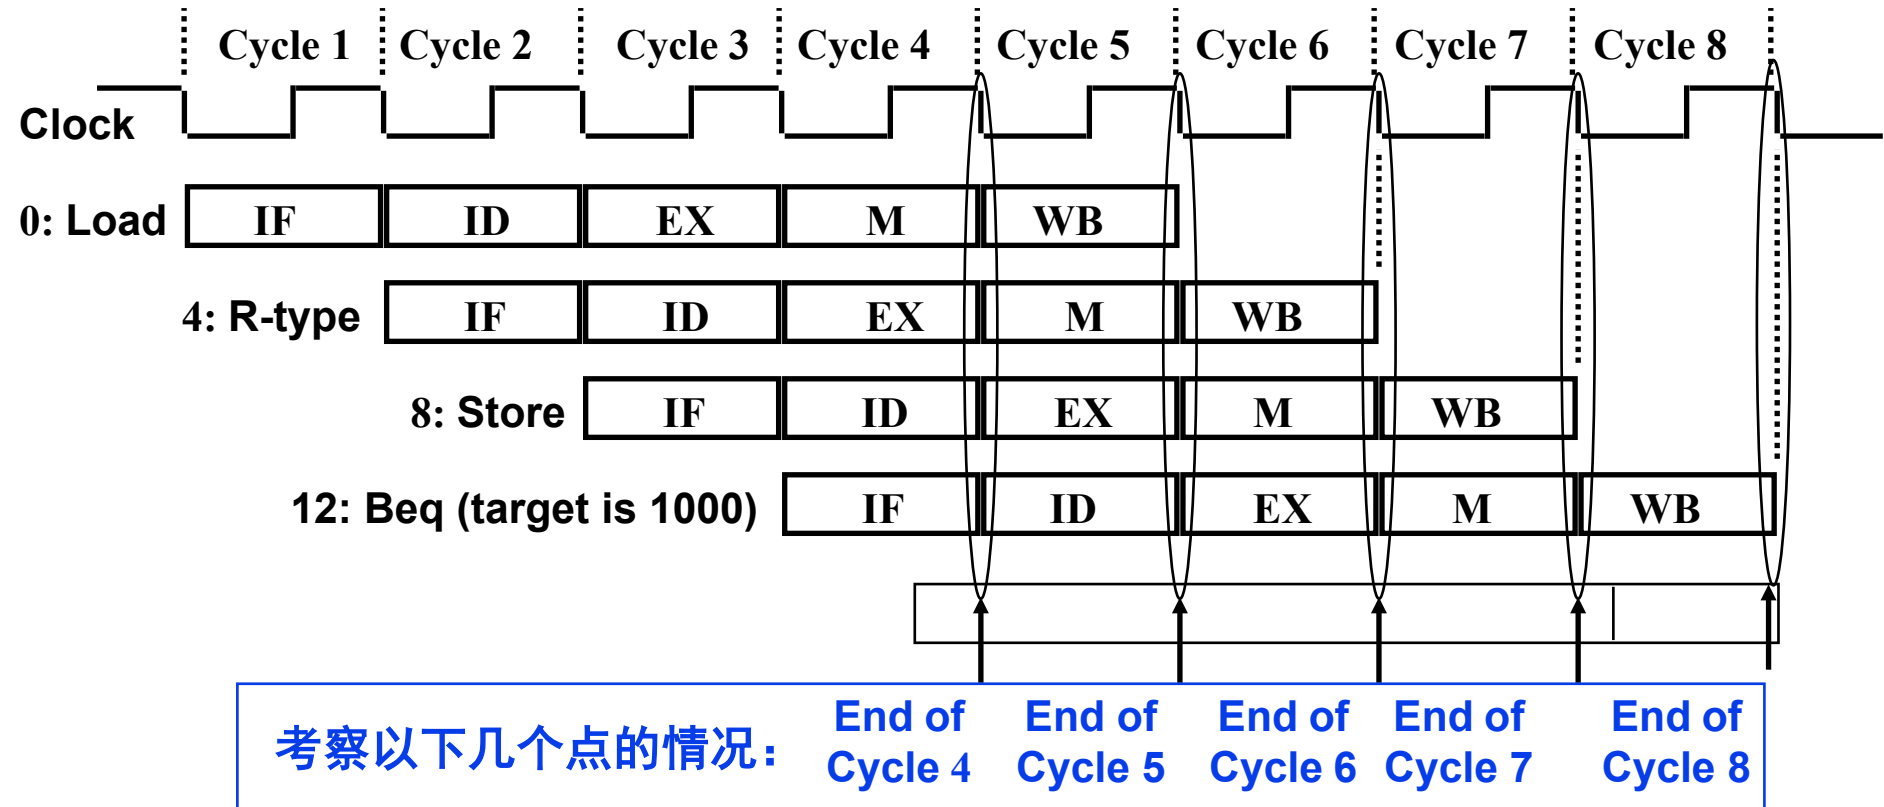 Cycle 1 Cycle 2 Cycle 3 Cycle 4 Cycle 5 Cycle 6 Cycle 7 Cycle 8
Clock
0: Load IF ID EX M WB
4: R-type IF ID EX M WB
8: Store IF ID EX M WB
12: Beq (target is 1000) IF ID EX M WB
考察以下几个点的情况：
End of Cycle 4
End of Cycle 5
End of Cycle 6
End of Cycle 7
End of Cycle 8